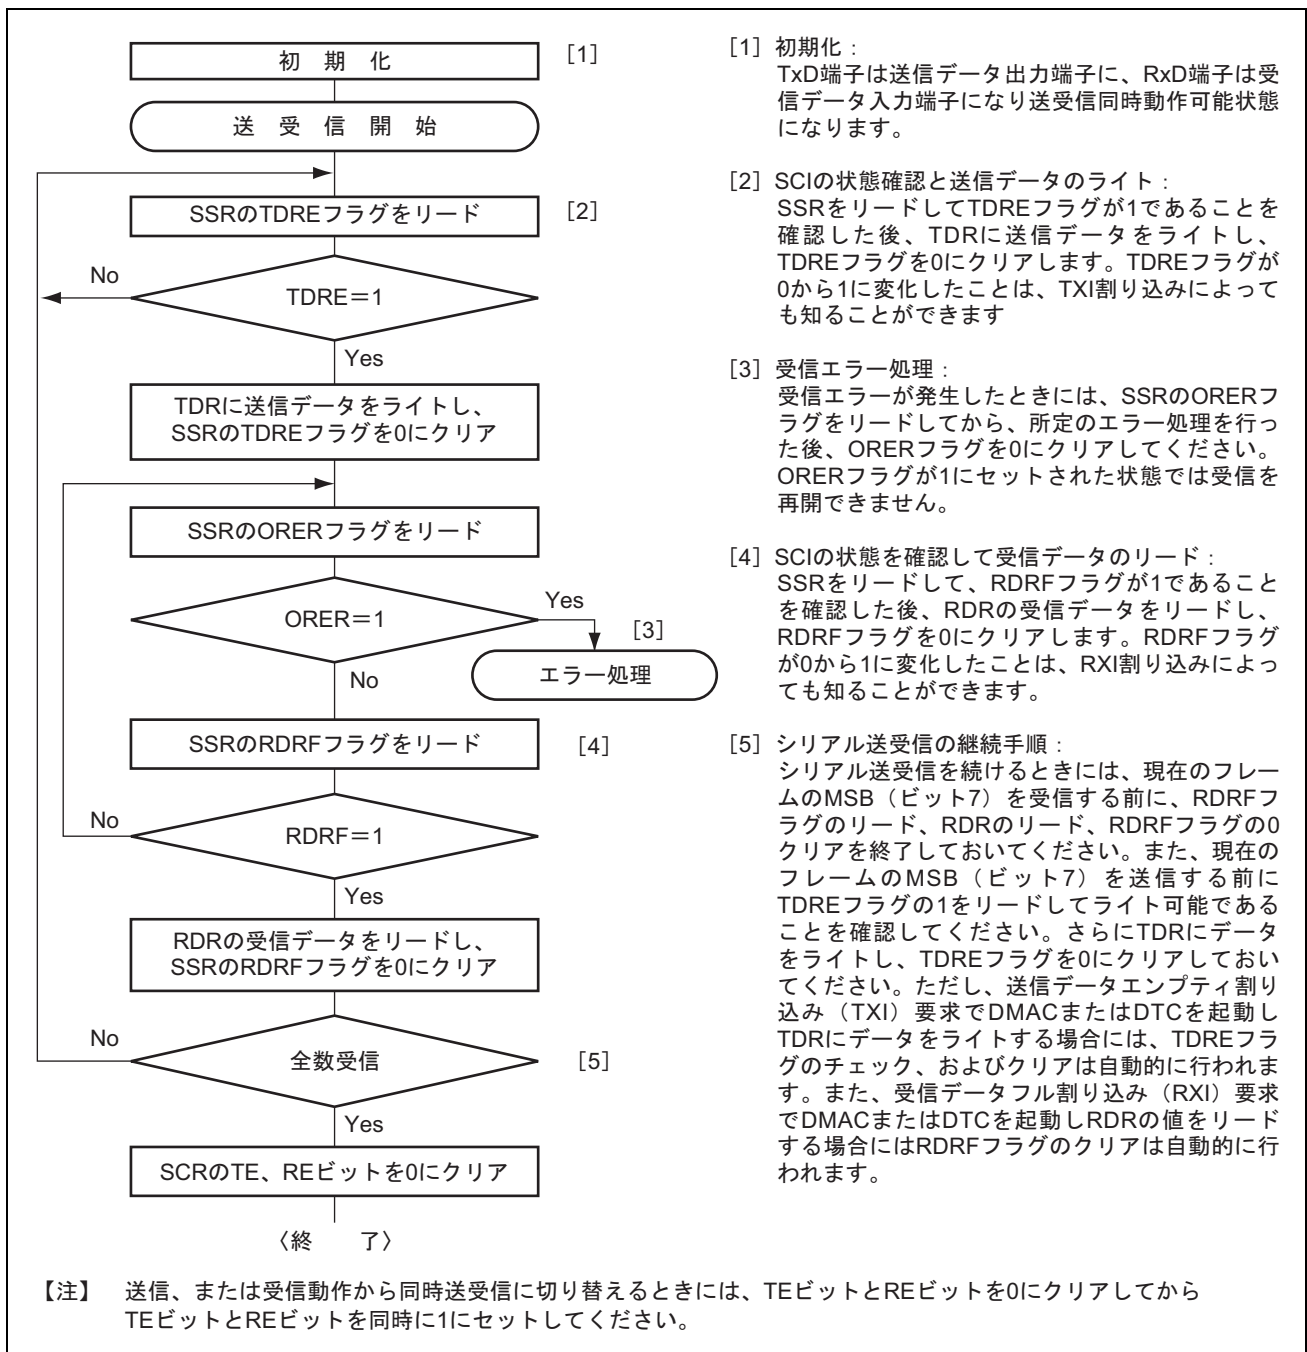 初 期 化 [1]
送 受 信 開 始
SSRのTDREフラグをリード [2]
No
TDRE＝1
Yes
TDRに送信データをライトし、
SSRのTDREフラグを0にクリア
SSRのORERフラグをリード
ORER＝1
Yes
[3]
エラー処理
No
SSRのRDRFフラグをリード [4]
No
RDRF＝1
Yes
RDRの受信データをリードし、
SSRのRDRFフラグを0にクリア
No
全数受信 [5]
Yes
SCRのTE、REビットを0にクリア
〈終 了〉
[1] 初期化：
TxD端子は送信データ出力端子に、RxD端子は受
信データ入力端子になり送受信同時動作可能状態
になります。
[2] SCIの状態確認と送信データのライト：
SSRをリードしてTDREフラグが1であることを
確認した後、TDRに送信データをライトし、
TDREフラグを0にクリアします。TDREフラグが
0から1に変化したことは、TXI割り込みによって
も知ることができます
[3] 受信エラー処理：
受信エラーが発生したときには、SSRのORERフ
ラグをリードしてから、所定のエラー処理を行っ
た後、ORERフラグを0にクリアしてください。
ORERフラグが1にセットされた状態では受信を
再開できません。
[4] SCIの状態を確認して受信データのリード：
SSRをリードして、RDRFフラグが1であること
を確認した後、RDRの受信データをリードし、
RDRFフラグを0にクリアします。RDRFフラグ
が0から1に変化したことは、RXI割り込みによっ
ても知ることができます。
[5] シリアル送受信の継続手順：
シリアル送受信を続けるときには、現在のフレー
ムのMSB（ビット7）を受信する前に、RDRFフ
ラグのリード、RDRのリード、RDRFフラグの0
クリアを終了しておいてください。また、現在の
フレームのMSB（ビット7）を送信する前に
TDREフラグの1をリードしてライト可能である
ことを確認してください。さらにTDRにデータ
をライトし、TDREフラグを0にクリアしておい
てください。ただし、送信データエンプティ割り
込み（TXI）要求でDMACまたはDTCを起動し
TDRにデータをライトする場合には、TDREフラ
グのチェック、およびクリアは自動的に行われま
す。また、受信データフル割り込み（RXI）要求
でDMACまたはDTCを起動しRDRの値をリード
する場合にはRDRFフラグのクリアは自動的に行
われます。
【注】 送信、または受信動作から同時送受信に切り替えるときには、TEビットとREビットを0にクリアしてから
TEビットとREビットを同時に1にセットしてください。